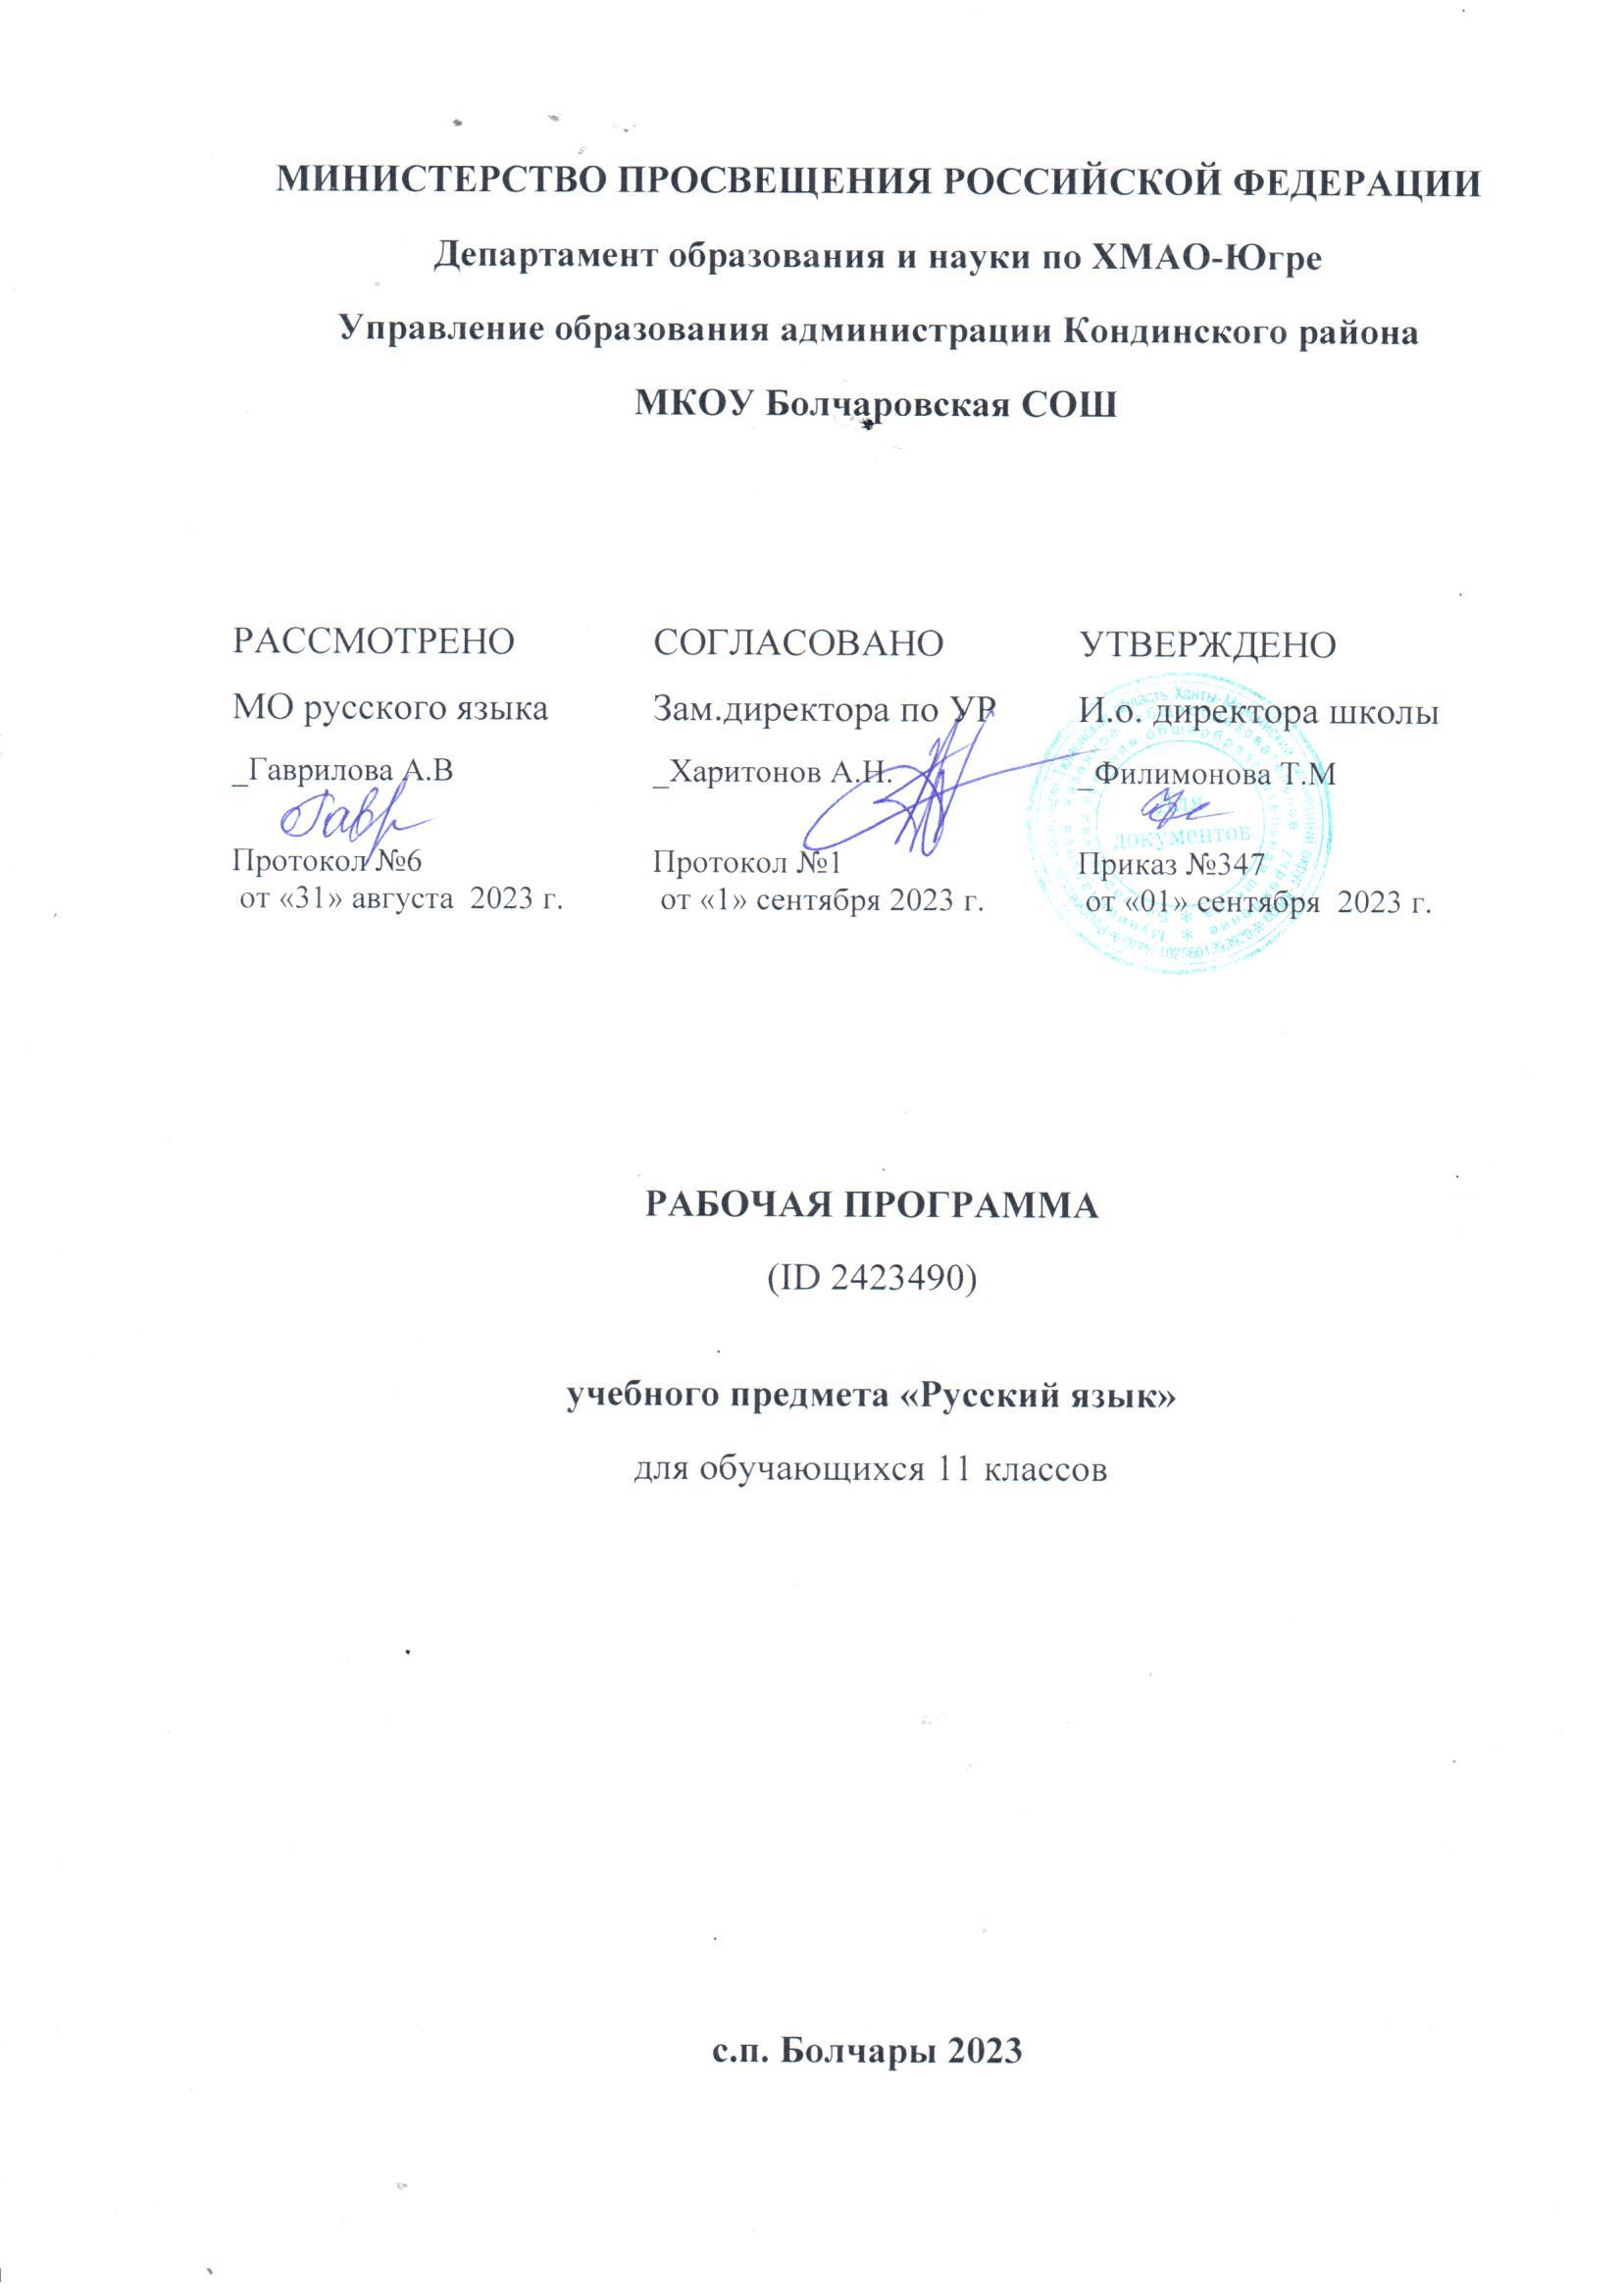 МИНИСТЕРСТВО ПРОСВЕЩЕНИЯ РОССИЙСКОЙ ФЕДЕРАЦИИ
Департамент образования и науки по ХМАО-Югре
Управление образования администрации Кондинского района
МКОУ Болчаровская СОШ
РАССМОТРЕНО
МО русского языка
_Гаврилова А.В
Гавр
Протокол №6
от «31» августа 2023 г.
СОГЛАСОВАНО
Зам.директора по УР
_Харитонов А.Н.
Протокол №1
от «1» сентября 2023 г.
УТВЕРЖДЕНО
И.о. директора школы
_Филимонова Т.М
для
документов
Приказ №347
от «01» сентября 2023 г.
РАБОЧАЯ ПРОГРАММА
(ID 2423490)
учебного предмета «Русский язык»
для обучающихся 11 классов
с.п. Болчары 2023